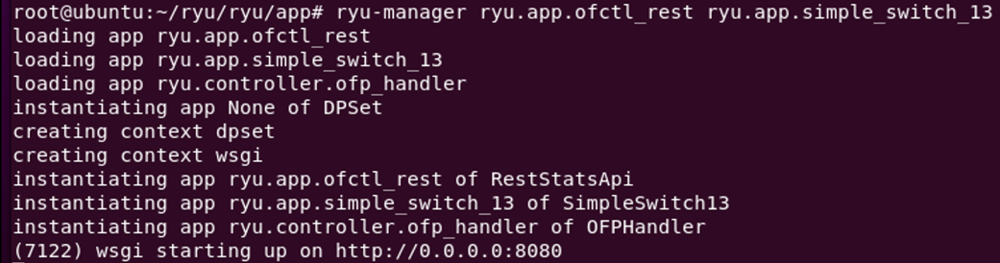 root@ubuntu:~/ryu/ryu/app# ryu-manager ryu.app.ofctl_rest ryu.app.simple_switch_13
loading app ryu.app.ofctl_rest
loading app ryu.app.simple_switch_13
loading app ryu.controller.ofp_handler
instantiating app None of DPSet
creating context dpset
creating context wsgi
instantiating app ryu.app.ofctl_rest of RestStatsApi
instantiating app ryu.app.simple_switch_13 of SimpleSwitch13
instantiating app ryu.controller.ofp_handler of OFPHandler
(7122) wsgi starting up on http://0.0.0.0:8080